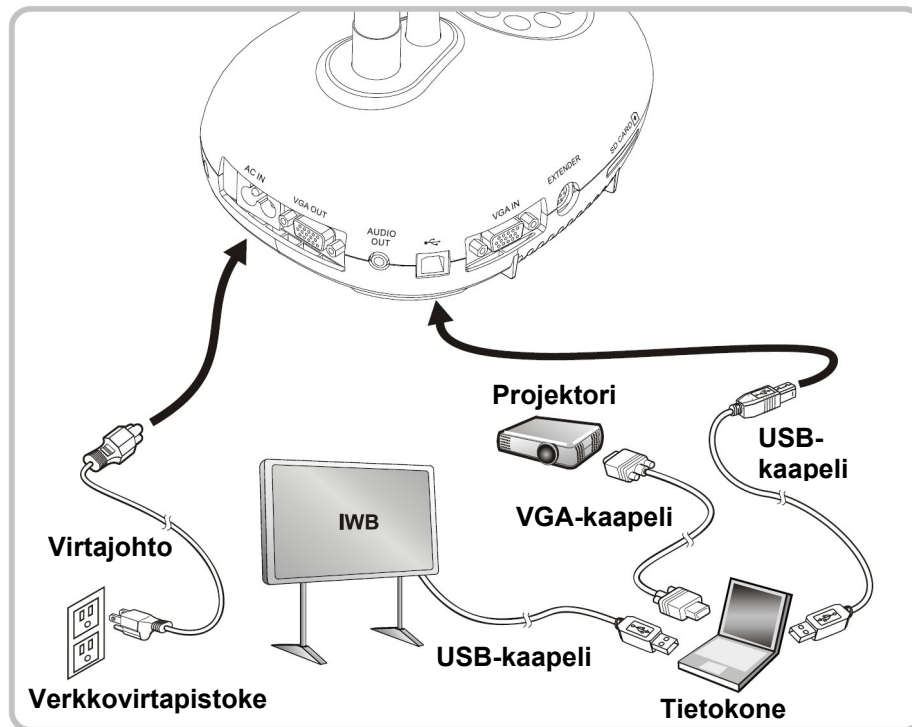 SD CARD
EXTENDER
AC IN
VGA OUT
VGA IN
AUDIO
OUT
Projektori
USB-
kaapeli
VGA-kaapeli
IWB
Virtajohto
USB-kaapeli
Verkkovirtapistoke
Tietokone